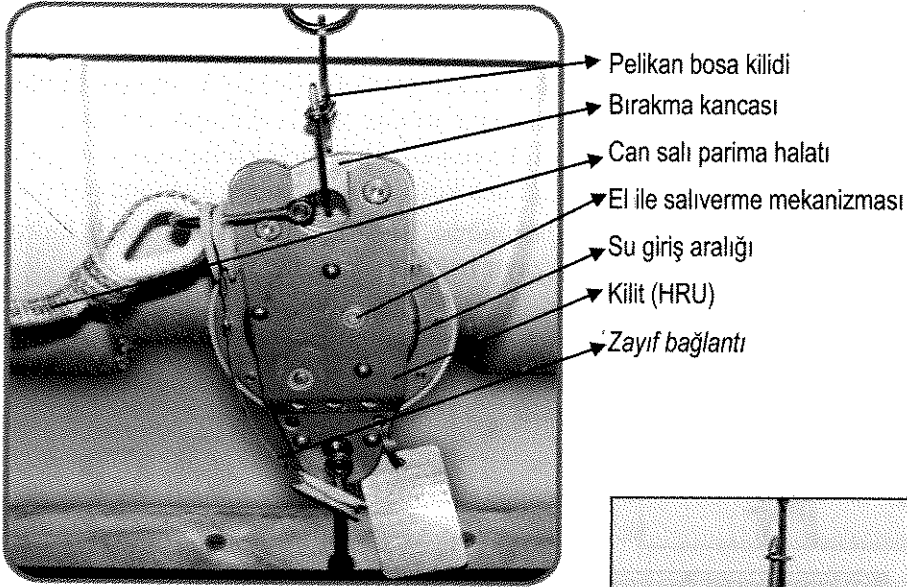 Pelikan bosa kilidi
Bırakma kancası
Can salı parima halatı
El ile salıverme mekanizması
Su giriş aralığı
Kilit (HRU)
Zayıf bağlantı